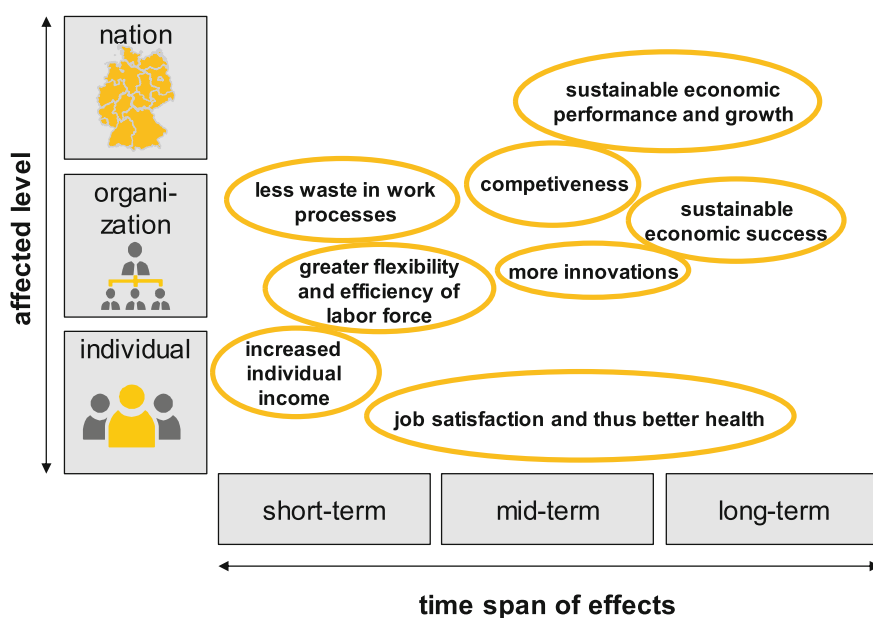 nation
sustainable economic
performance and growth
affected level
organi-
zation
less waste in work
processes
competiveness
sustainable
economic success
greater flexibility
and efficiency of
labor force
more innovations
individual
increased
individual
income
job satisfaction and thus better health
short-term
mid-term
long-term
time span of effects